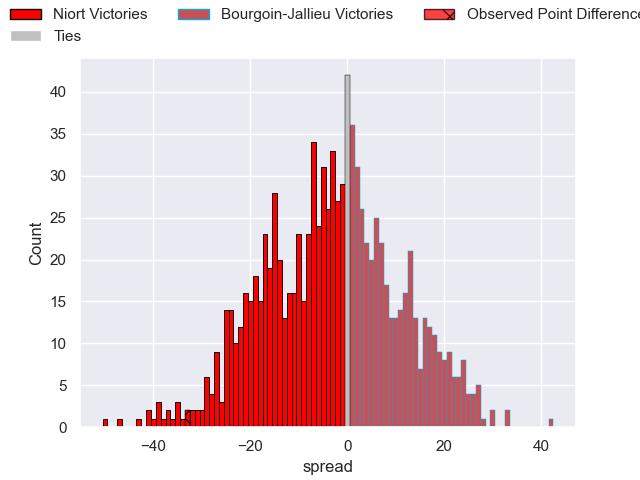 Niort Victories Bourgoin-Jallieu Victories Observed Point Difference
Ties
40
35
30
25
20
15
10
5
0
Count
−40 −20 0 20 40
spread